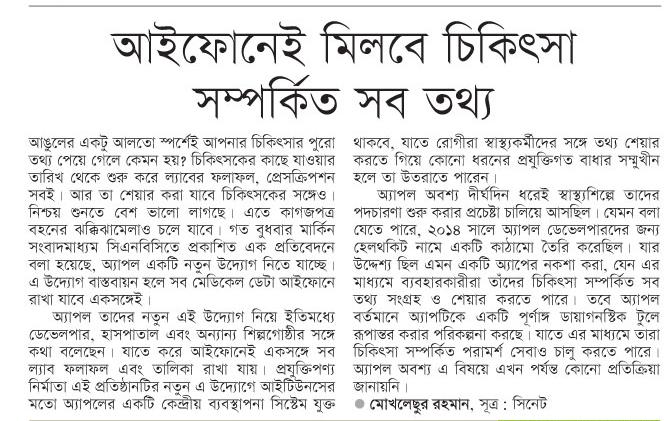 আইফোনেই মিলবে চিকিৎসা
সম্পর্কিত সব তথ্য
আঙুলের একটু আলতো স্পর্শেই আপনার চিকিৎসার পুরো
তথ্য পেয়ে গেলে কেমন হয়? চিকিৎসকের কাছে যাওয়ার
তারিখ থেকে শুরু করে ল্যাবের ফলাফল, প্রেসক্রিপশন
সবই। আর তা শেয়ার করা যাবে চিকিৎসকের সঙ্গেও।
নিশ্চয় শুনতে বেশ ভালো লাগছে। এতে কাগজপত্র
বহনের ঝক্কিঝামেলাও চলে যাবে। গত বুধবার মার্কিন
সংবাদমাধ্যম সিএনবিসিতে প্রকাশিত এক প্রতিবেদনে
বলা হয়েছে, অ্যাপল একটি নতুন উদ্যোগ নিতে যাচ্ছে।
এ উদ্যোগ বাস্তবায়ন হলে সব মেডিকেল ডেটা আইফোনে
রাখা যাবে একসঙ্গেই।
অ্যাপল তাদের নতুন এই উদ্যোগ নিয়ে ইতিমধ্যে
ডেভেলপার, হাসপাতাল এবং অন্যান্য শিল্পগোষ্ঠীর সঙ্গে
কথা বলেছেন। যাতে করে আইফোনে একসঙ্গে সব
ল্যাব ফলাফল এবং তালিকা রাখা যায়। প্রযুক্তিপণ্য
নির্মাতা এই প্রতিষ্ঠানটির নতুন এ উদ্যোগে আইটিউনসের
মতো অ্যাপলের একটি কেন্দ্রীয় ব্যবস্থাপনা সিস্টেম যুক্ত
থাকবে, যাতে রোগীরা স্বাস্থ্যকর্মীদের সঙ্গে তথ্য শেয়ার
করতে গিয়ে কোনো ধরনের প্রযুক্তিগত বাধার সম্মুখীন
হলে তা উতরাতে পারেন।
অ্যাপল অবশ্য দীর্ঘদিন ধরেই স্বাস্থ্যশিল্পে তাদের
পদচারণা শুরু করার প্রচেষ্টা চালিয়ে আসছিল। যেমন বলা
যেতে পারে, ২০১৪ সালে অ্যাপল ডেভেলপারদের জন্য
হেলথকিট নামে একটি কাঠামো তৈরি করেছিল। যার
উদ্দেশ্য ছিল এমন একটি অ্যাপের নকশা করা, যেন এর
মাধ্যমে ব্যবহারকারীরা তাঁদের চিকিৎসা সম্পর্কিত সব
তথ্য সংগ্রহ ও শেয়ার করতে পারে। তবে অ্যাপল
বর্তমানে অ্যাপটিকে একটি পূর্ণাঙ্গ ডায়াগনস্টিক টুলে
রূপান্তর করার পরিকল্পনা করছে। যাতে এর মাধ্যমে তারা
চিকিৎসা সম্পর্কিত পরামর্শ সেবাও চালু করতে পারে।
অ্যাপল অবশ্য এ বিষয়ে এখন পর্যন্ত কোনো প্রতিক্রিয়া
জানায়নি।
● মোখলেছুর রহমান, সূত্র : সিনেট